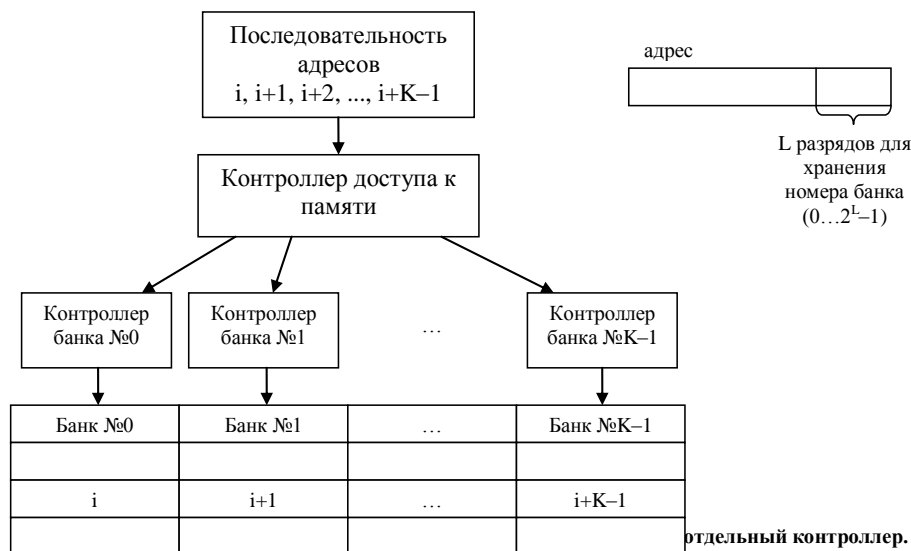 Последовательность
адресов
i, i+1, i+2, ..., i+K–1
адрес
L разрядов для
хранения
номера банка
(0…2^L–1)
Контроллер доступа к
памяти
Контроллер
банка №0
Контроллер
банка №1
…
Контроллер
банка №K–1
Банк №0 Банк №1 … Банк №K–1
i i+1 … i+K–1
отдельный контроллер.